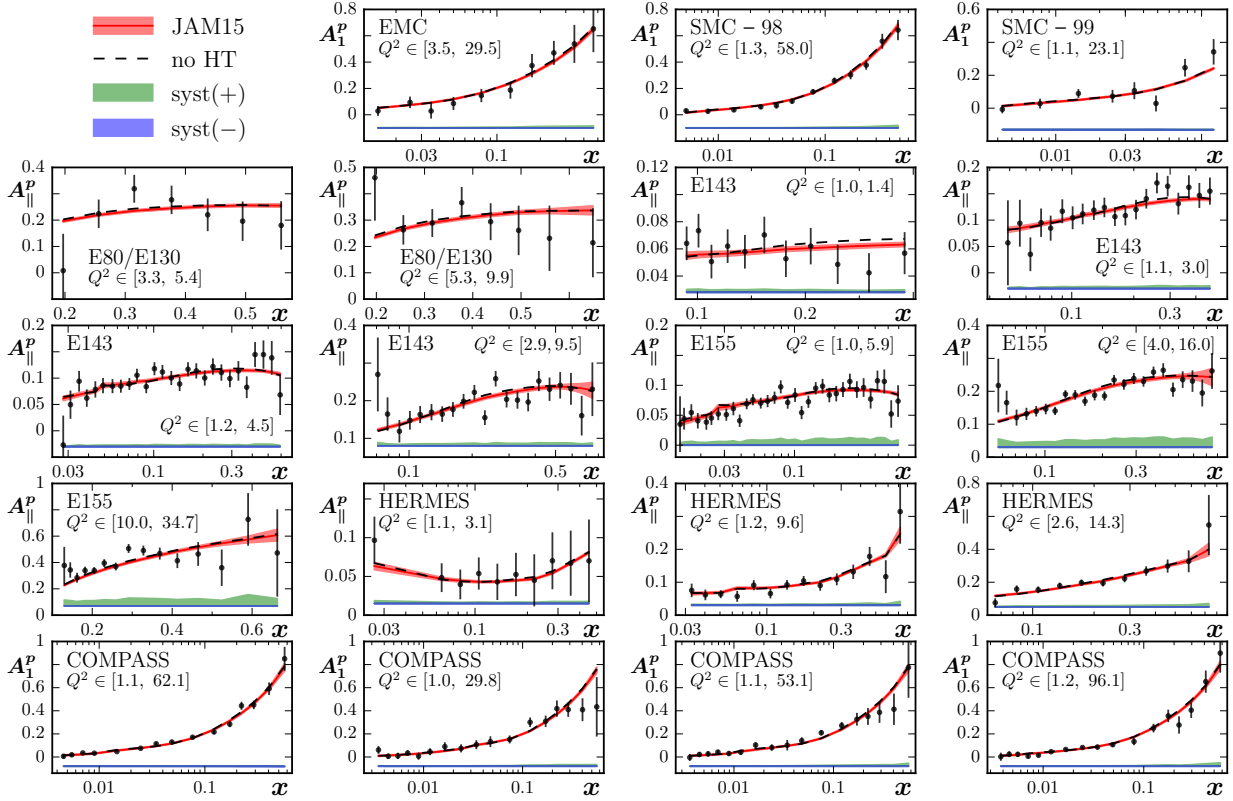 JAM15
no HT
syst(+)
syst(−)
A₁ᵖ
EMC
Q² ∈ [3.5, 29.5]
0.8
0.6
0.4
0.2
0
0.03
0.1
x
SMC − 98
Q² ∈ [1.3, 58.0]
A₁ᵖ
0.8
0.6
0.4
0.2
0
0.01
0.1
x
SMC − 99
Q² ∈ [1.1, 23.1]
A₁ᵖ
0.6
0.4
0.2
0
0.01
0.03
x
A∥ᵖ
0.4
0.2
0.1
0
E80/E130
Q² ∈ [3.3, 5.4]
0.2
0.3
0.4
0.5
x
A∥ᵖ
0.5
0.3
0.2
0.1
0
E80/E130
Q² ∈ [5.3, 9.9]
0.2
0.3
0.4
0.5
x
A∥ᵖ
0.12
0.08
0.06
0.04
E143
Q² ∈ [1.0, 1.4]
0.1
0.2
x
A∥ᵖ
0.2
0.1
0.05
0
E143
Q² ∈ [1.1, 3.0]
0.1
0.3
x
A∥ᵖ
0.2
0.1
0.05
0
E143
Q² ∈ [1.2, 4.5]
0.03
0.1
0.3
x
A∥ᵖ
0.4
0.2
0.1
E143
Q² ∈ [2.9, 9.5]
0.1
0.5
x
A∥ᵖ
0.2
0.1
0.05
0
E155
Q² ∈ [1.0, 5.9]
0.03
0.1
0.3
x
A∥ᵖ
0.4
0.2
0.1
E155
Q² ∈ [4.0, 16.0]
0.1
0.3
x
A∥ᵖ
1
0.6
0.4
0.2
0
E155
Q² ∈ [10.0, 34.7]
0.2
0.4
0.6
x
A∥ᵖ
0.1
0.05
0
HERMES
Q² ∈ [1.1, 3.1]
0.03
0.1
0.3
x
A∥ᵖ
0.4
0.2
0.1
0
HERMES
Q² ∈ [1.2, 9.6]
0.03
0.1
0.3
x
A∥ᵖ
0.8
0.4
0.2
0
HERMES
Q² ∈ [2.6, 14.3]
0.1
0.3
x
A₁ᵖ
1
0.8
0.6
0.4
0.2
0
COMPASS
Q² ∈ [1.1, 62.1]
0.01
0.1
x
A₁ᵖ
1
0.8
0.6
0.4
0.2
0
COMPASS
Q² ∈ [1.0, 29.8]
0.01
0.1
x
A₁ᵖ
1
0.8
0.6
0.4
0.2
0
COMPASS
Q² ∈ [1.1, 53.1]
0.01
0.1
x
A₁ᵖ
1
0.8
0.6
0.4
0.2
0
COMPASS
Q² ∈ [1.2, 96.1]
0.01
0.1
x